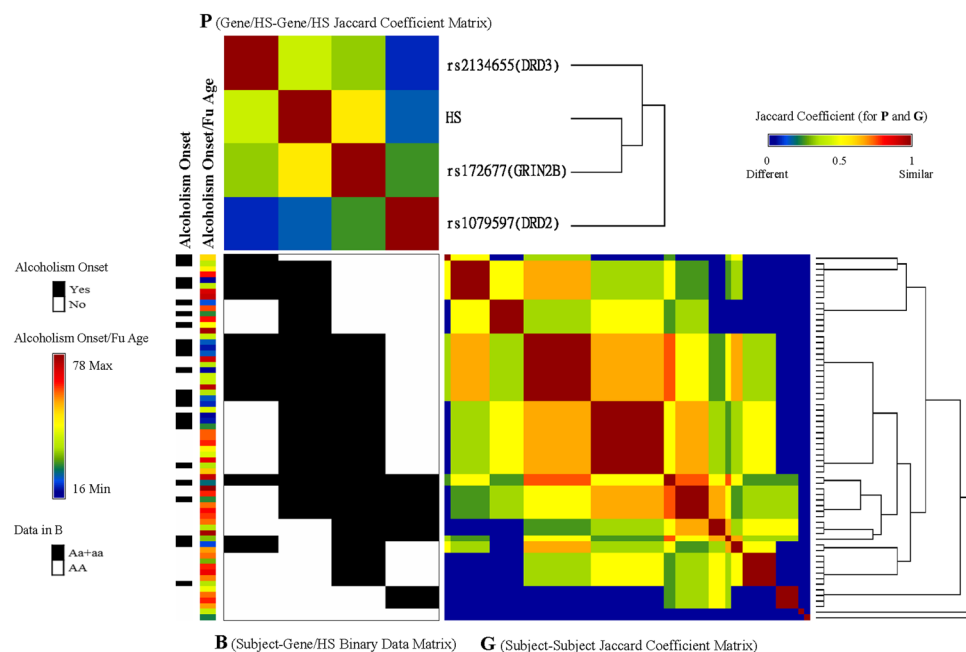 P (Gene/HS-Gene/HS Jaccard Coefficient Matrix)
rs2134655(DRD3)
HS
rs172677(GRIN2B)
rs1079597(DRD2)
Jaccard Coefficient (for P and G)
0 0.5 1
Different Similar
Alcoholism Onset
Alcoholism Onset/Fu Age
Alcoholism Onset
Yes
No
Alcoholism Onset/Fu Age
78 Max
16 Min
Data in B
Aa+aa
AA
B (Subject-Gene/HS Binary Data Matrix)
G (Subject-Subject Jaccard Coefficient Matrix)